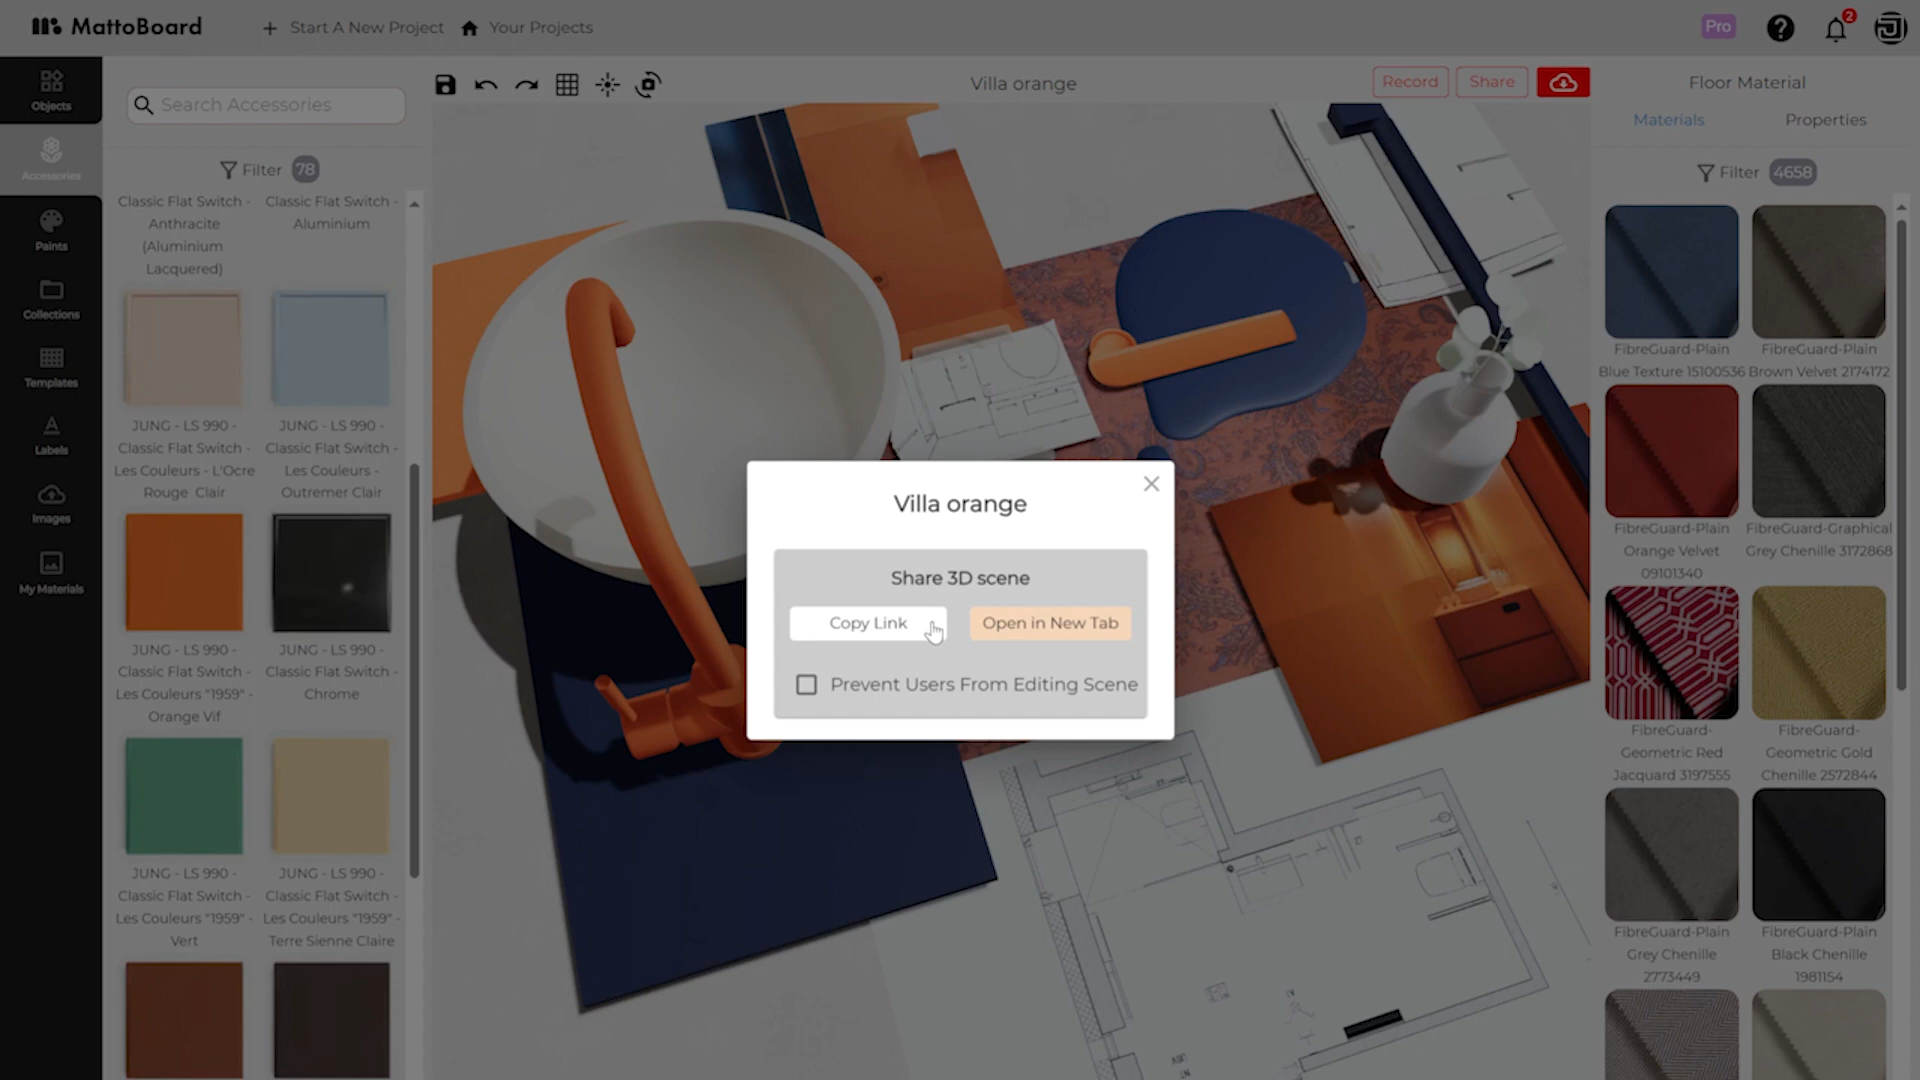 MattoBoard
Start A New Project
Your Projects
Pro
2
Objects
Accessories
Paints
Collections
Templates
Labels
Images
My Materials
Search Accessories
Filter 78
Classic Flat Switch -
Anthracite
(Aluminium
Lacquered)
Classic Flat Switch -
Aluminium
JUNG - LS 990 -
Classic Flat Switch -
Les Couleurs - L'Ocre
Rouge Clair
JUNG - LS 990 -
Classic Flat Switch -
Les Couleurs -
Outremer Clair
JUNG - LS 990 -
Classic Flat Switch -
Les Couleurs "1959" -
Orange Vif
JUNG - LS 990 -
Classic Flat Switch -
Chrome
JUNG - LS 990 -
Classic Flat Switch -
Les Couleurs "1959" -
Vert
JUNG - LS 990 -
Classic Flat Switch -
Les Couleurs "1959" -
Terre Sienne Claire
Villa orange
Record
Share
Villa orange
Share 3D scene
Copy Link
Open in New Tab
Prevent Users From Editing Scene
Floor Material
Materials
Properties
Filter 4658
FibreGuard-Plain
Blue Texture 15100536
FibreGuard-Plain
Brown Velvet 2174172
FibreGuard-Plain
Orange Velvet
09101340
FibreGuard-Graphical
Grey Chenille 3172868
FibreGuard-
Geometric Red
Jacquard 3197555
FibreGuard-
Geometric Gold
Chenille 2572844
FibreGuard-Plain
Grey Chenille
2773449
FibreGuard-Plain
Black Chenille
1981154